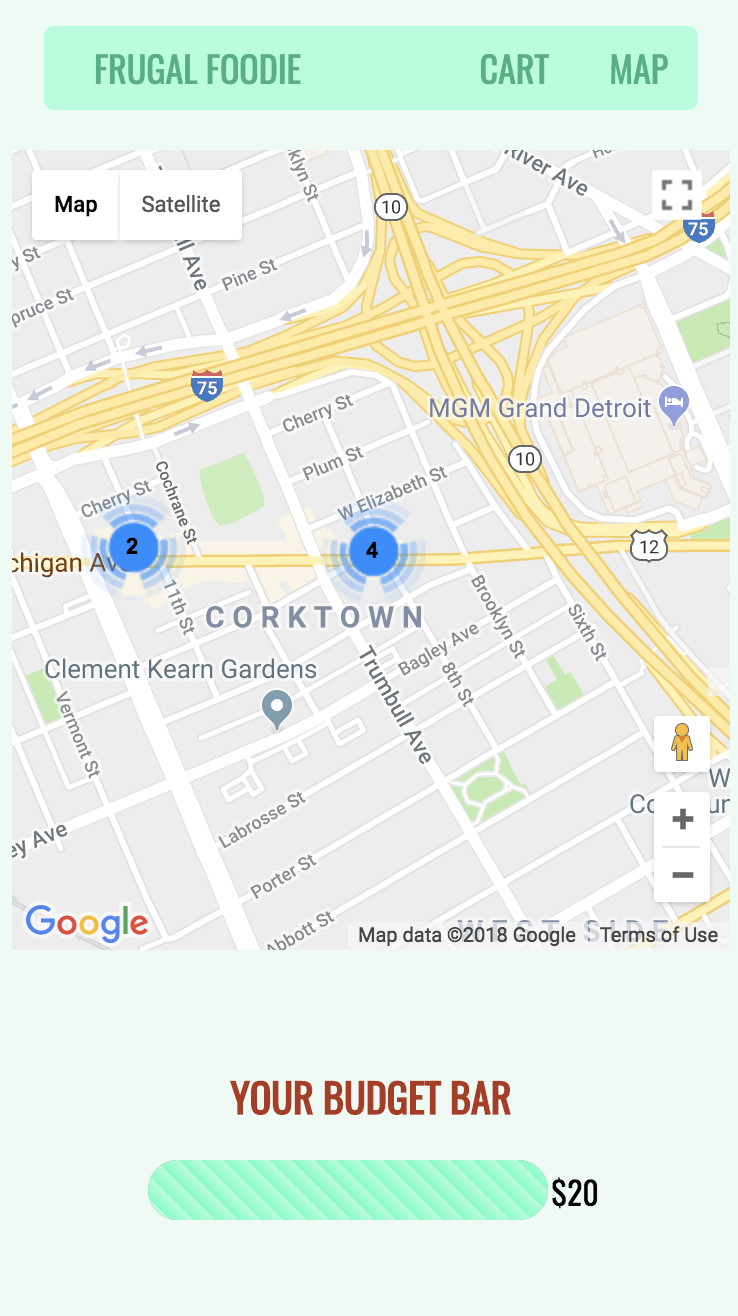 FRUGAL FOODIE CART MAP
Map Satellite
klyn St
River Ave
10
75
ll Ave
y St
Pine St
pruce St
75
Cherry St
MGM Grand Detroit
Plum St
10
W Elizabeth St
Cherry St
Cochrane St
2
4
12
chigan Av
11th St
CORKTOWN
Brooklyn St
Sixth St
Bagley Ave
8th St
Clement Kearn Gardens
Trumbull Ave
Vermont St
W
Co
un
Labrosse St
ey Ave
Porter St
Abbott St
WEST SIDE
Google
Map data ©2018 Google Terms of Use
YOUR BUDGET BAR
$20